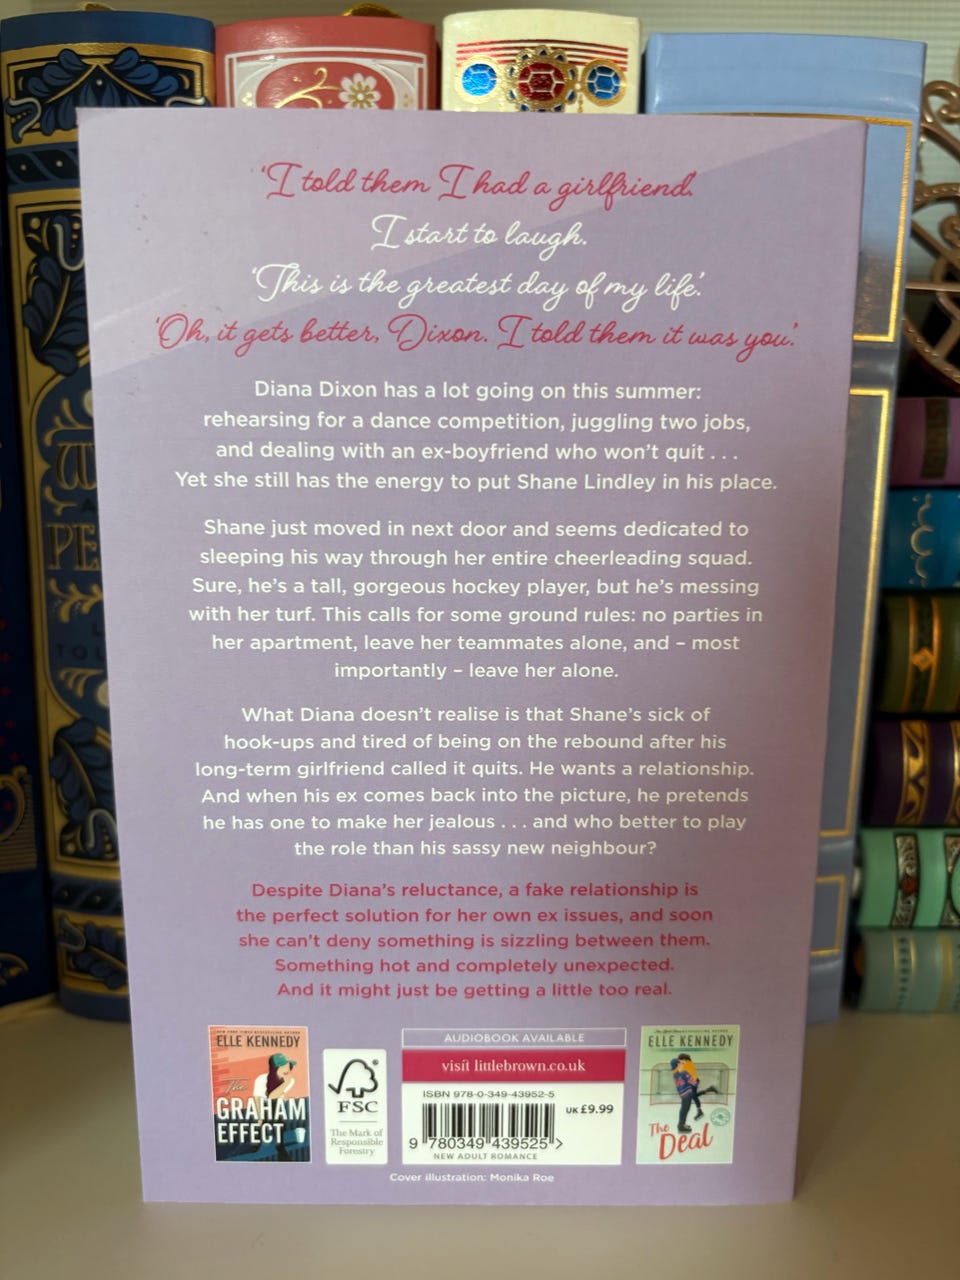 'I told them I had a girlfriend.'
I start to laugh.
'This is the greatest day of my life.'
'Oh, it gets better, Dixon. I told them it was you.'
Diana Dixon has a lot going on this summer:
rehearsing for a dance competition, juggling two jobs,
and dealing with an ex-boyfriend who won't quit . . .
Yet she still has the energy to put Shane Lindley in his place.
Shane just moved in next door and seems dedicated to
sleeping his way through her entire cheerleading squad.
Sure, he's a tall, gorgeous hockey player, but he's messing
with her turf. This calls for some ground rules: no parties in
her apartment, leave her teammates alone, and – most
importantly – leave her alone.
What Diana doesn't realise is that Shane's sick of
hook-ups and tired of being on the rebound after his
long-term girlfriend called it quits. He wants a relationship.
And when his ex comes back into the picture, he pretends
he has one to make her jealous . . . and who better to play
the role than his sassy new neighbour?
Despite Diana's reluctance, a fake relationship is
the perfect solution for her own ex issues, and soon
she can't deny something is sizzling between them.
Something hot and completely unexpected.
And it might just be getting a little too real.
ELLE KENNEDY
The
GRAHAM
EFFECT
FSC
The Mark of
Responsible
Forestry
AUDIOBOOK AVAILABLE
visit littlebrown.co.uk
ISBN 978-0-349-43952-5
UK £9.99
9 780349 439525 >
NEW ADULT ROMANCE
ELLE KENNEDY
The
DEAL
Cover illustration: Monika Roe